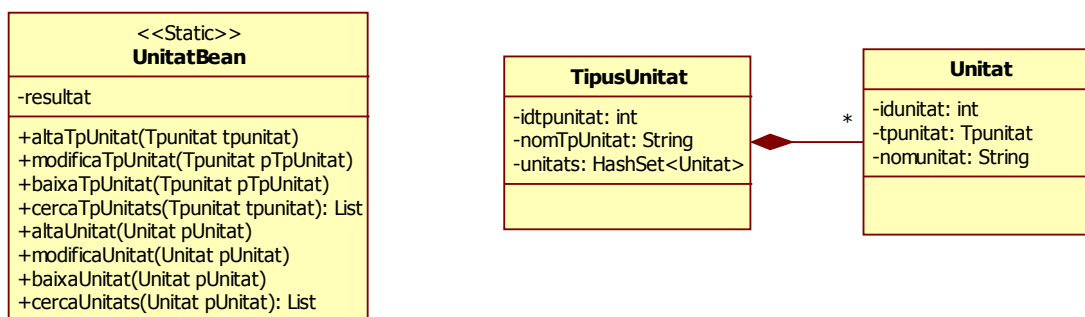 <<Static>>
UnitatBean
-resultat
+altaTpUnitat(Tpunitat tpunitat)
+modificaTpUnitat(Tpunitat pTpUnitat)
+baixaTpUnitat(Tpunitat pTpUnitat)
+cercaTpUnitats(Tpunitat tpunitat): List
+altaUnitat(Unitat pUnitat)
+modificaUnitat(Unitat pUnitat)
+baixaUnitat(Unitat pUnitat)
+cercaUnitats(Unitat pUnitat): List
TipusUnitat
-idtpunitat: int
-nomTpUnitat: String
-unitats: HashSet<Unitat>
*
Unitat
-idunitat: int
-tpunitat: Tpunitat
-nomunitat: String